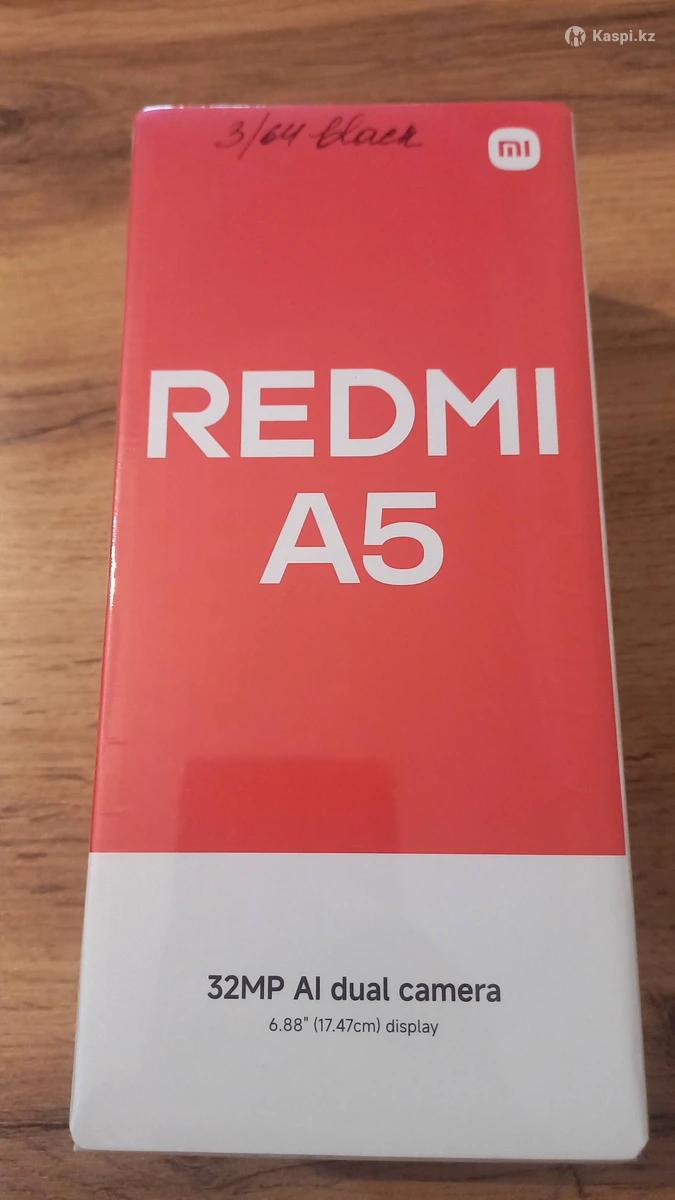 Kaspi.kz
3/64 black
mi
REDMI
A5
32MP AI dual camera
6.88" (17.47cm) display